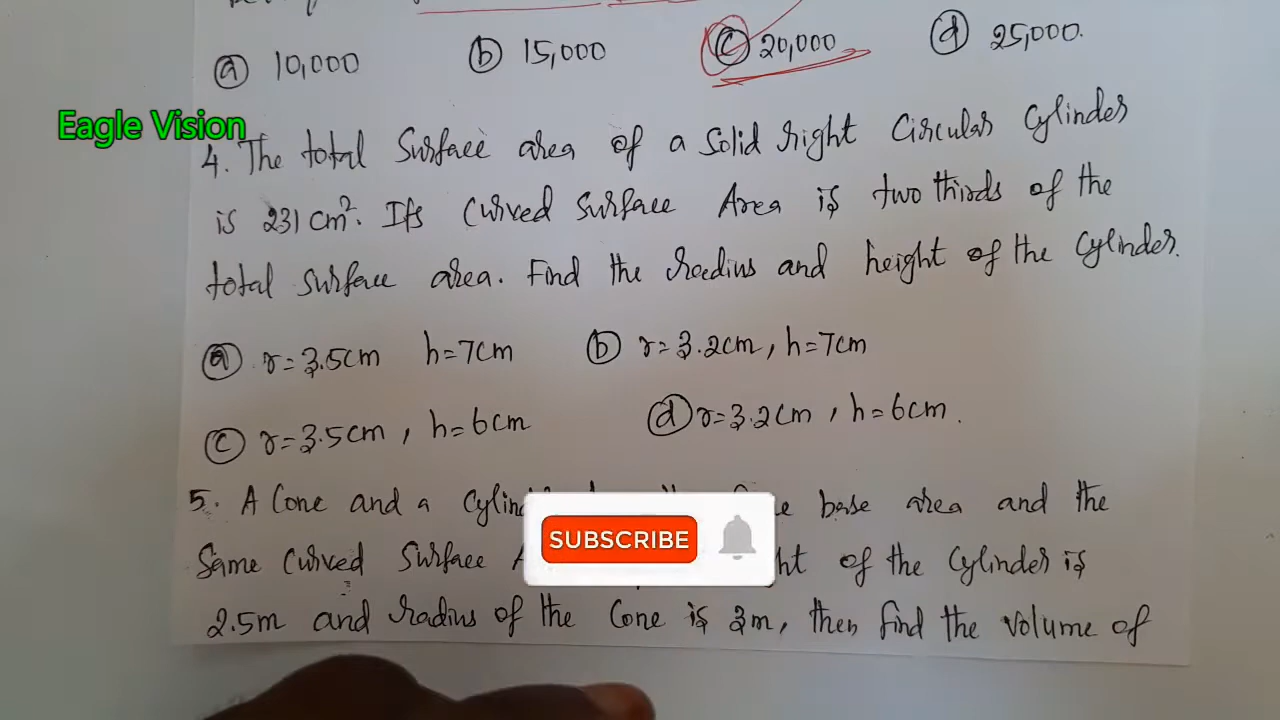 ⓐ 10,000 ⓑ 15,000 ⓒ 20,000 ⓓ 25,000.
Eagle Vision
4. The total Surface area of a solid right Circular Cylinder
is 231 cm². Its Curved Surface Area is two thirds of the
total surface area. Find the radius and height of the Cylinder.
ⓐ r=3.5cm h=7cm ⓑ r=3.2cm, h=7cm
ⓒ r=3.5cm, h=6cm ⓓ r=3.2cm, h=6cm.
5. A Cone and a base area and the
SUBSCRIBE
Same Curved Surface of the Cylinder is
2.5m and radius of the Cone is 3m, then find the volume of